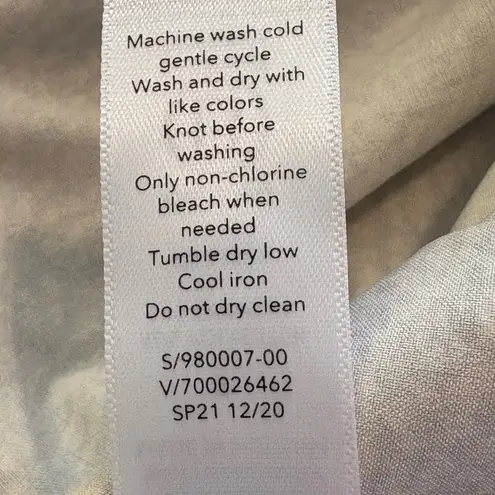 Machine wash cold
gentle cycle
Wash and dry with
like colors
Knot before
washing
Only non-chlorine
bleach when
needed
Tumble dry low
Cool iron
Do not dry clean
S/980007-00
V/700026462
SP21 12/20